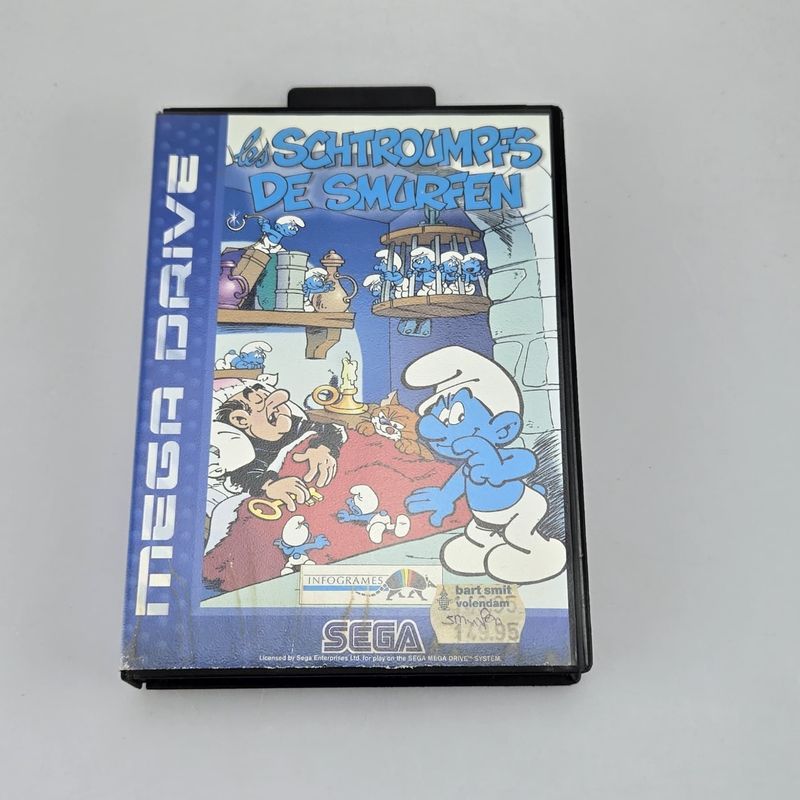 les SCHTROUMPFS
DE SMURFEN
MEGA DRIVE
INFOGRAMES
bart smit
volendam
149.95
SEGA
Licensed by Sega Enterprises Ltd. for play on the SEGA MEGA DRIVE™ SYSTEM.